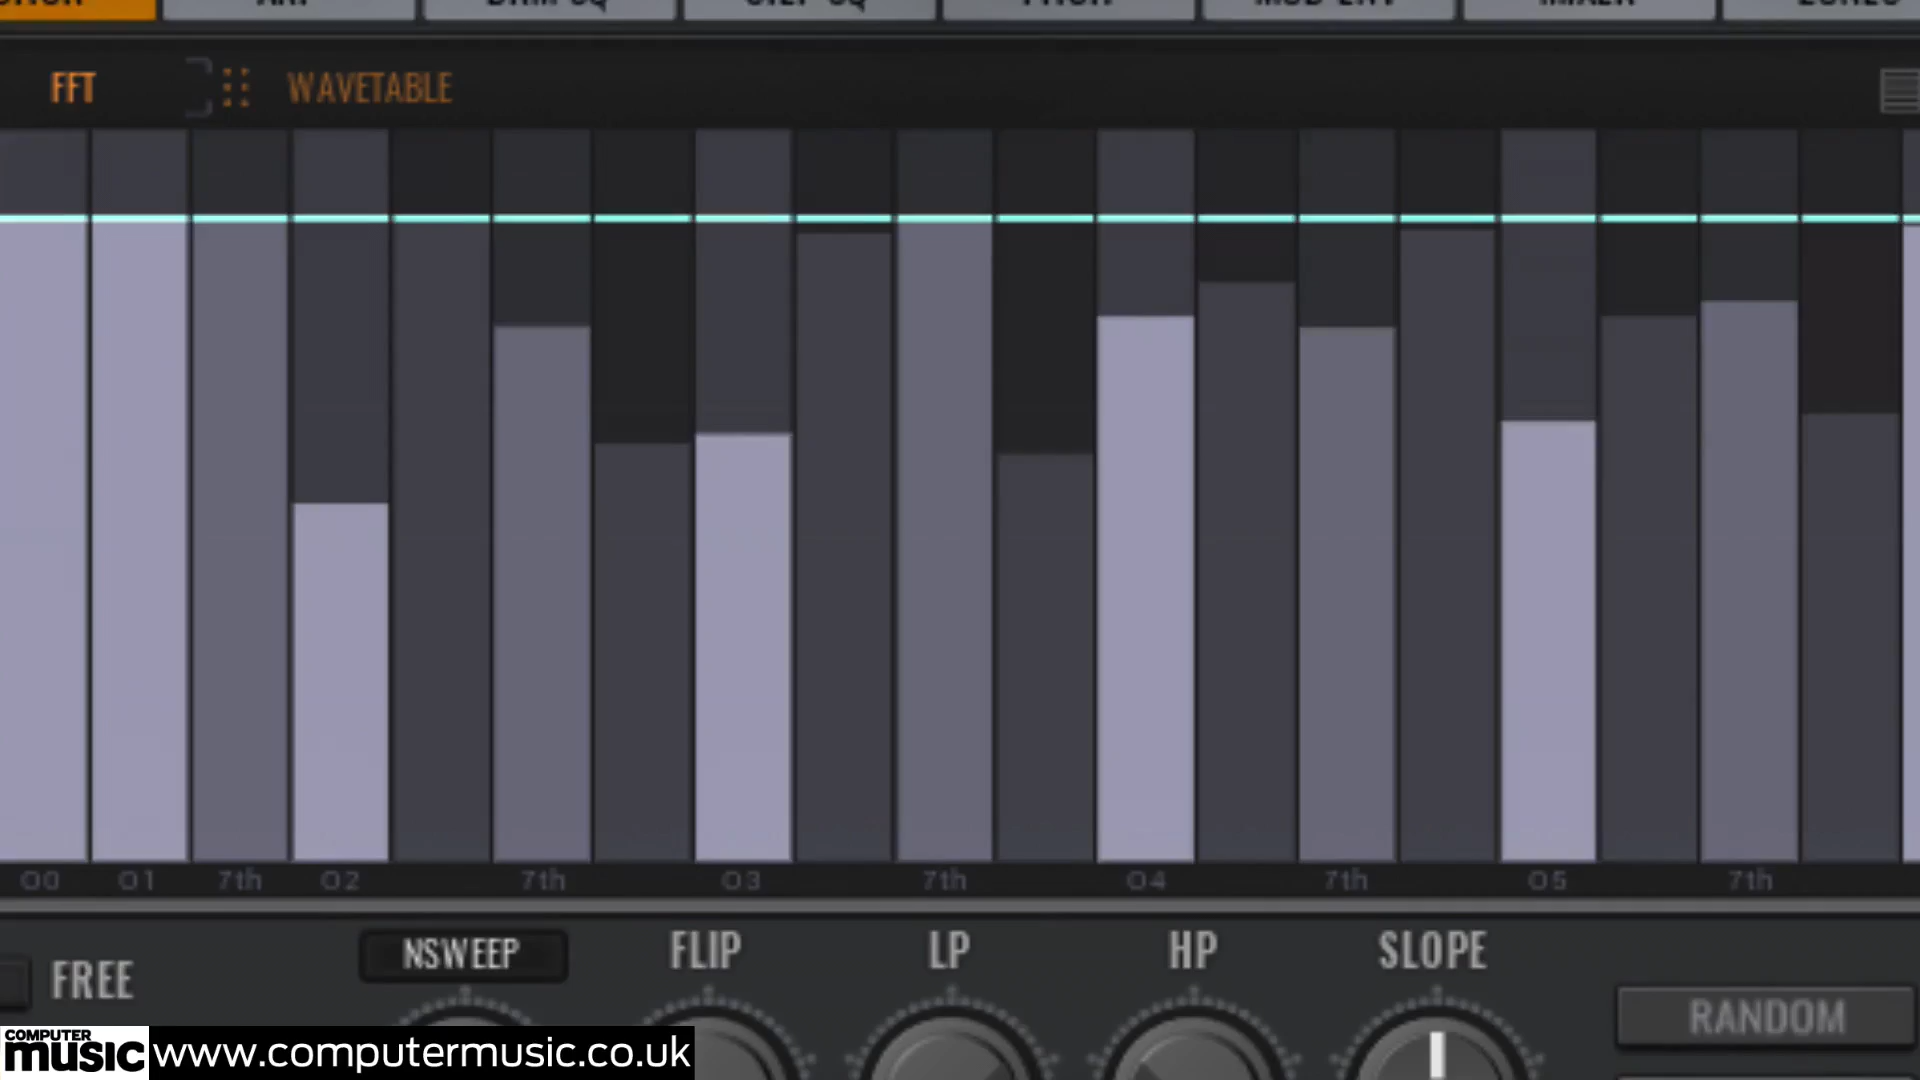 FFT WAVETABLE
O0 O1 7th O2 7th O3 7th O4 7th O5 7th
NSWEEP FLIP LP HP SLOPE
FREE
RANDOM
COMPUTER
music www.computermusic.co.uk